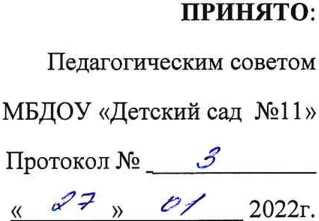 ПРИНЯТО:
Педагогическим советом
МБДОУ «Детский сад №11»
Протокол № 3
« 27 » 01 2022г.